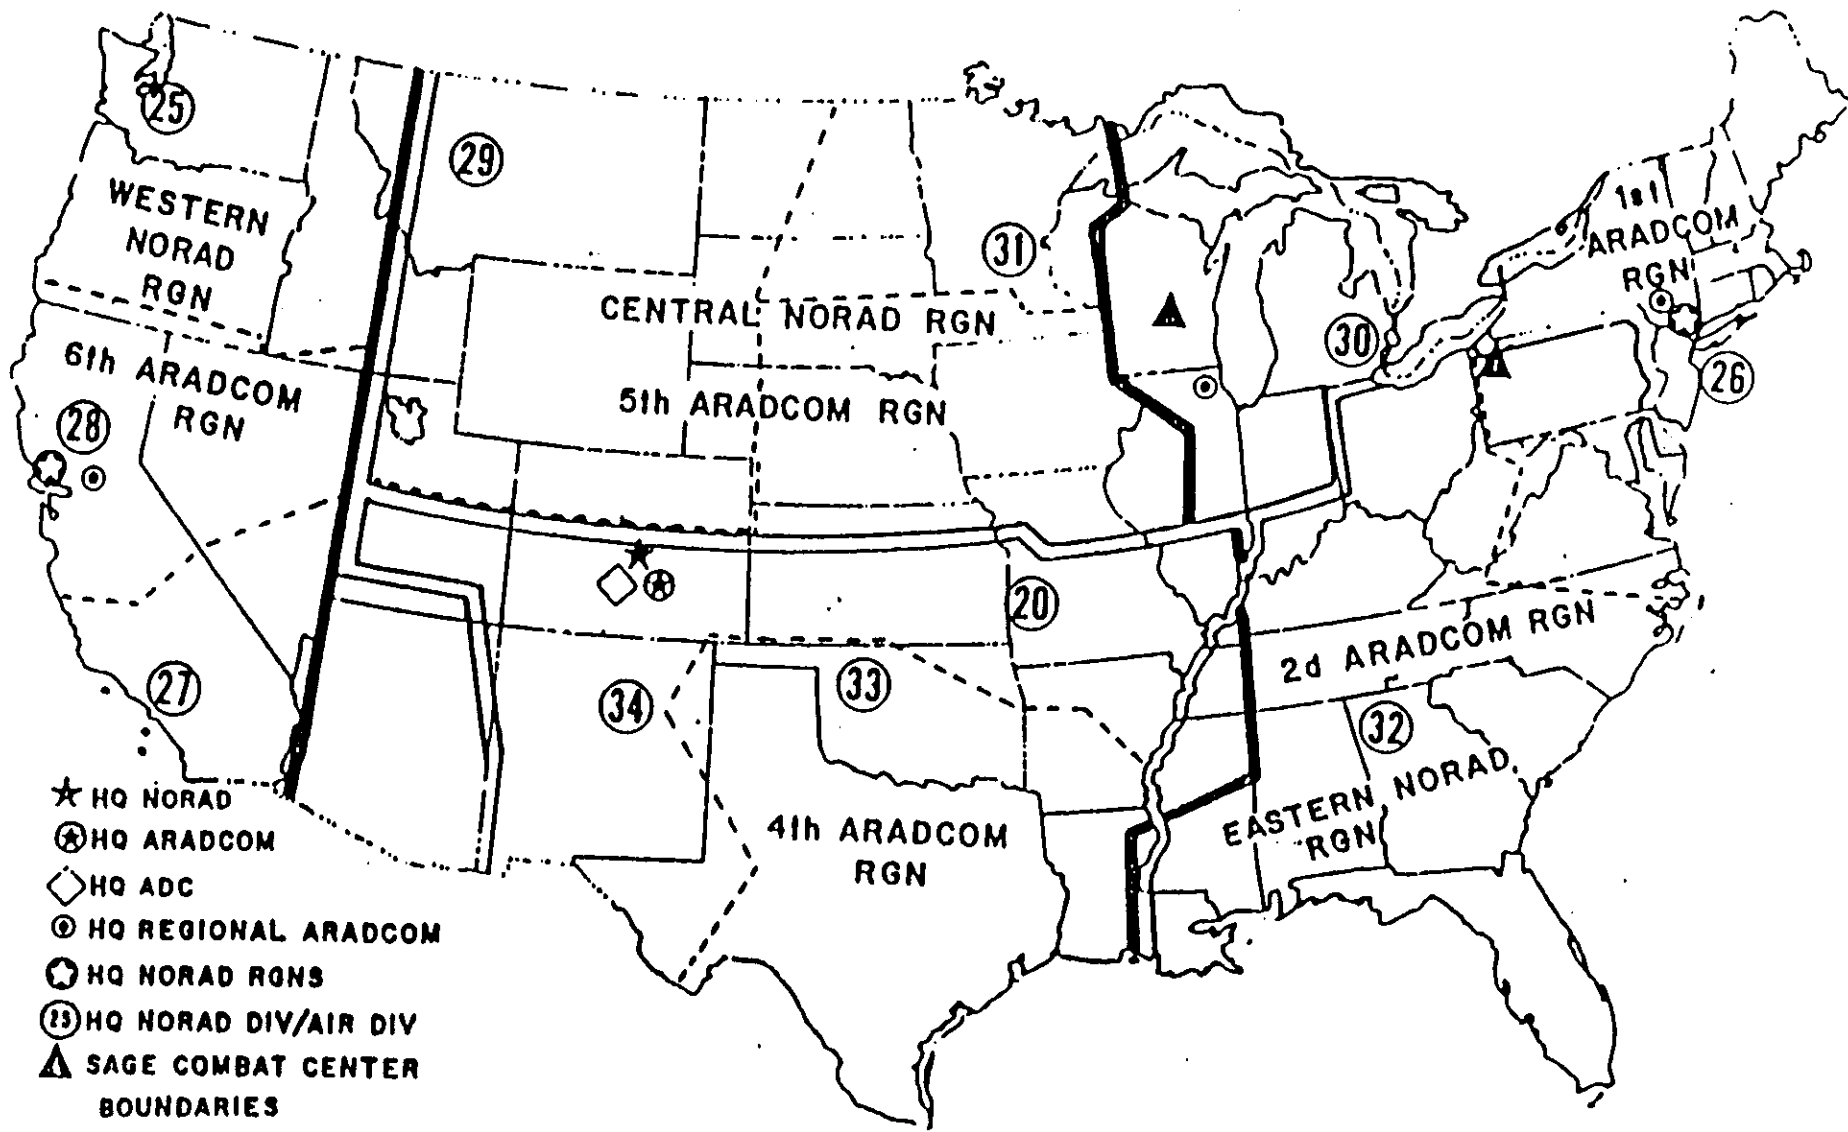 25
29
WESTERN
NORAD
RGN
31
1st
ARADCOM
RGN
CENTRAL NORAD RGN
30
6th ARADCOM
RGN
5th ARADCOM RGN
26
28
20
2d ARADCOM RGN
27
34
33
32
EASTERN NORAD
RGN
4th ARADCOM
RGN
HQ NORAD
HQ ARADCOM
HQ ADC
HQ REGIONAL ARADCOM
HQ NORAD RGNS
25 HQ NORAD DIV/AIR DIV
SAGE COMBAT CENTER
BOUNDARIES